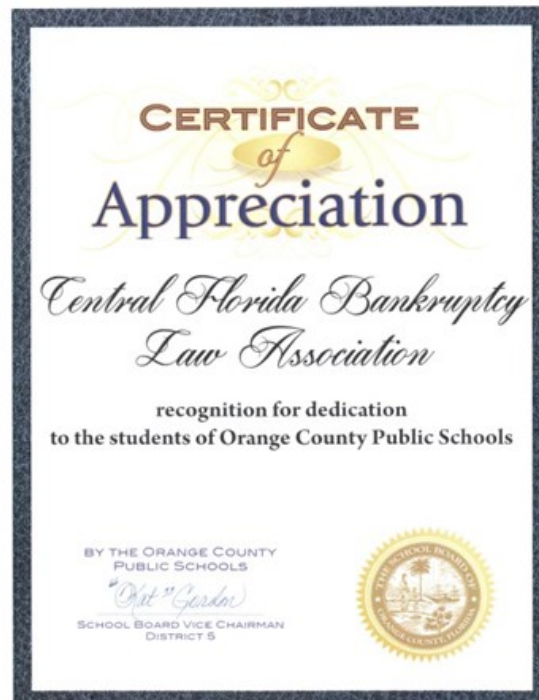 CERTIFICATE
of
Appreciation
Central Florida Bankruptcy
Law Association
recognition for dedication
to the students of Orange County Public Schools
BY THE ORANGE COUNTY
PUBLIC SCHOOLS
"Kat" Gordon
SCHOOL BOARD VICE CHAIRMAN
DISTRICT 5
THE SCHOOL BOARD OF
ORANGE COUNTY, FLORIDA